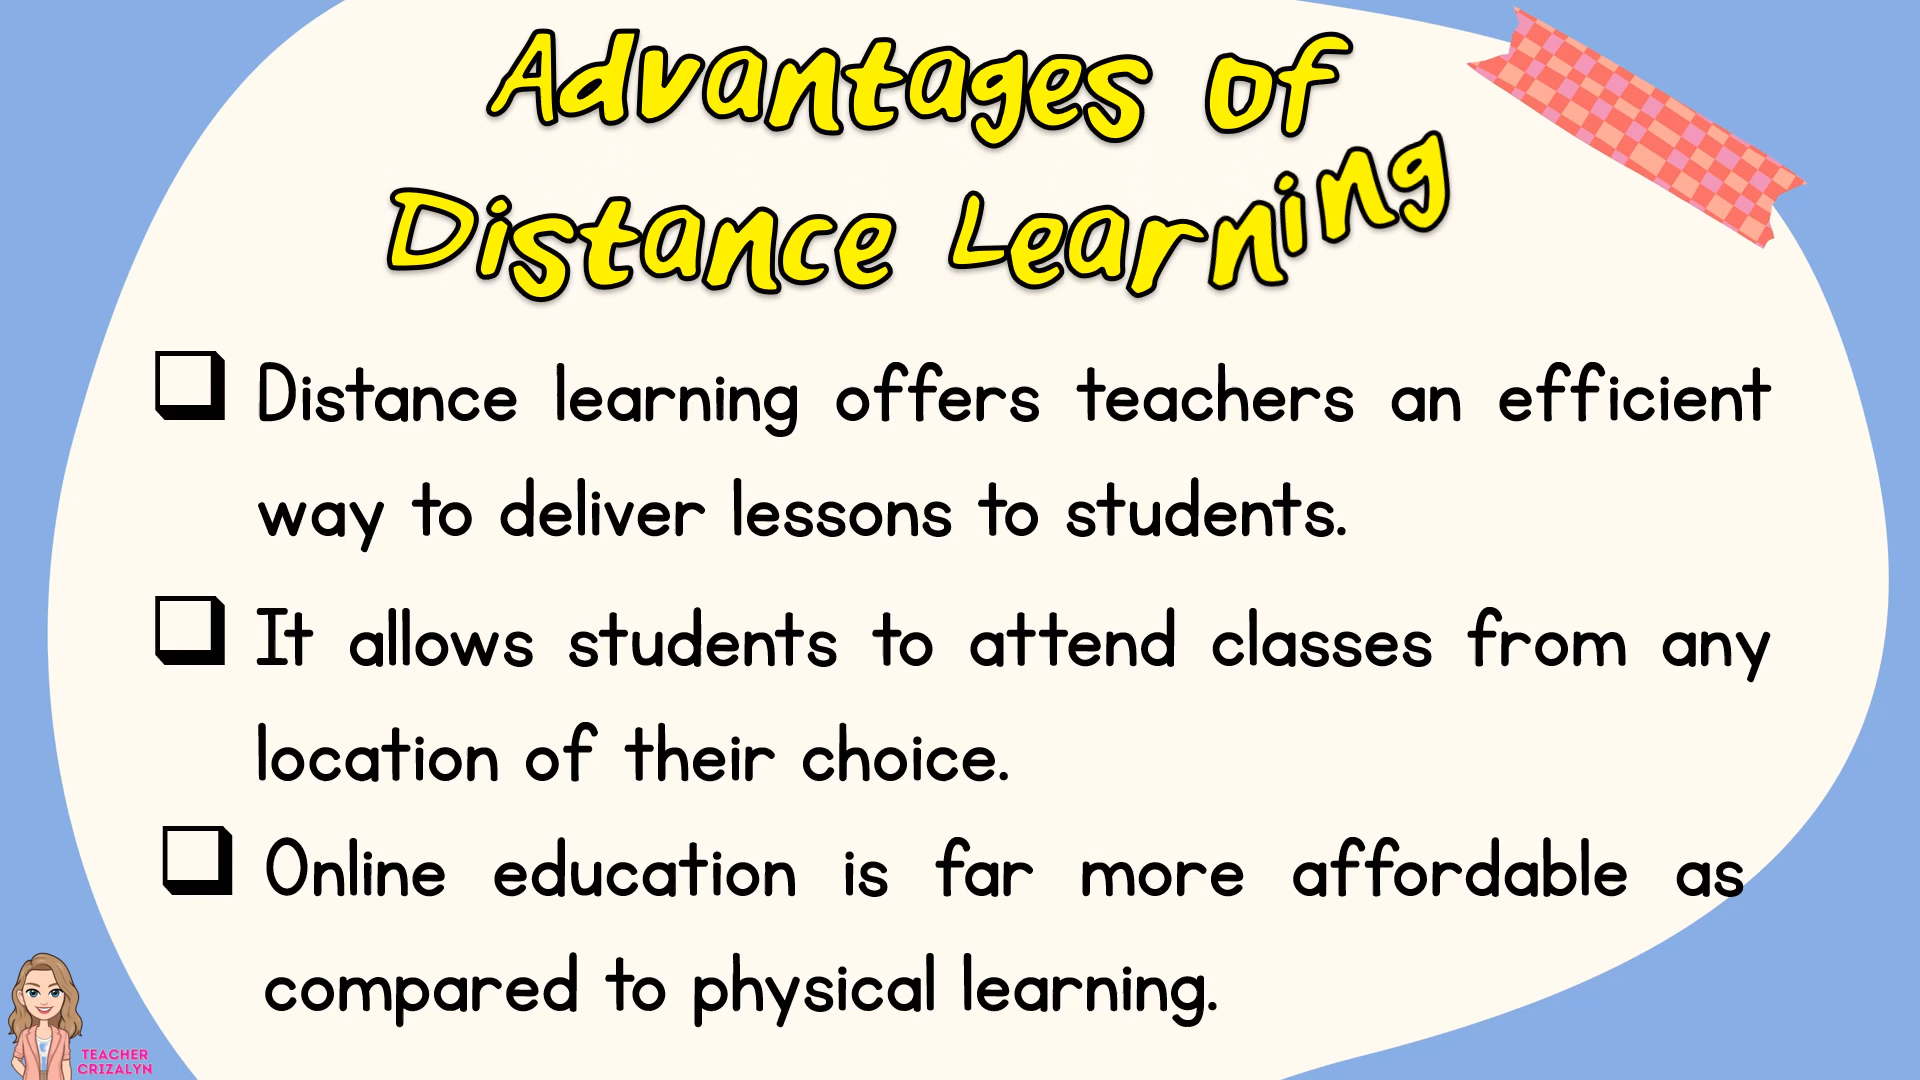 Advantages of
Distance Learning
Distance learning offers teachers an efficient
way to deliver lessons to students.
It allows students to attend classes from any
location of their choice.
Online education is far more affordable as
compared to physical learning.
TEACHER
CRIZALYN